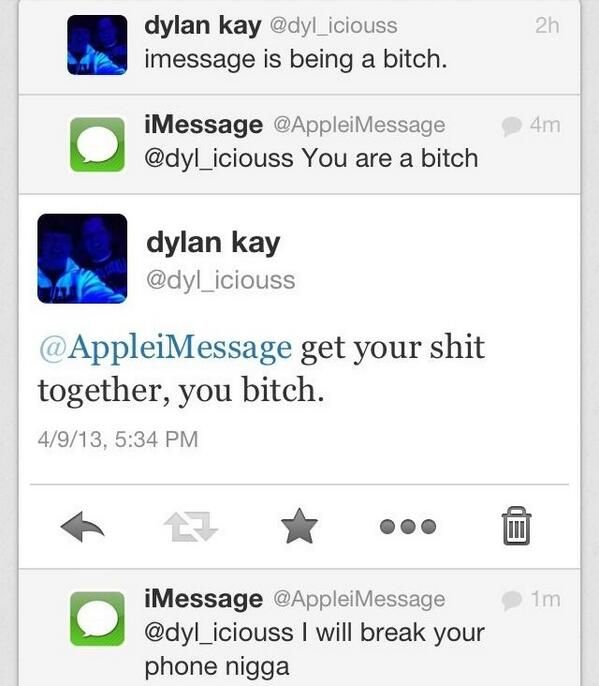 dylan kay @dyl_iciouss 2h
imessage is being a bitch.
iMessage @AppleiMessage 4m
@dyl_iciouss You are a bitch
dylan kay
@dyl_iciouss
@AppleiMessage get your shit
together, you bitch.
4/9/13, 5:34 PM
iMessage @AppleiMessage 1m
@dyl_iciouss I will break your
phone nigga